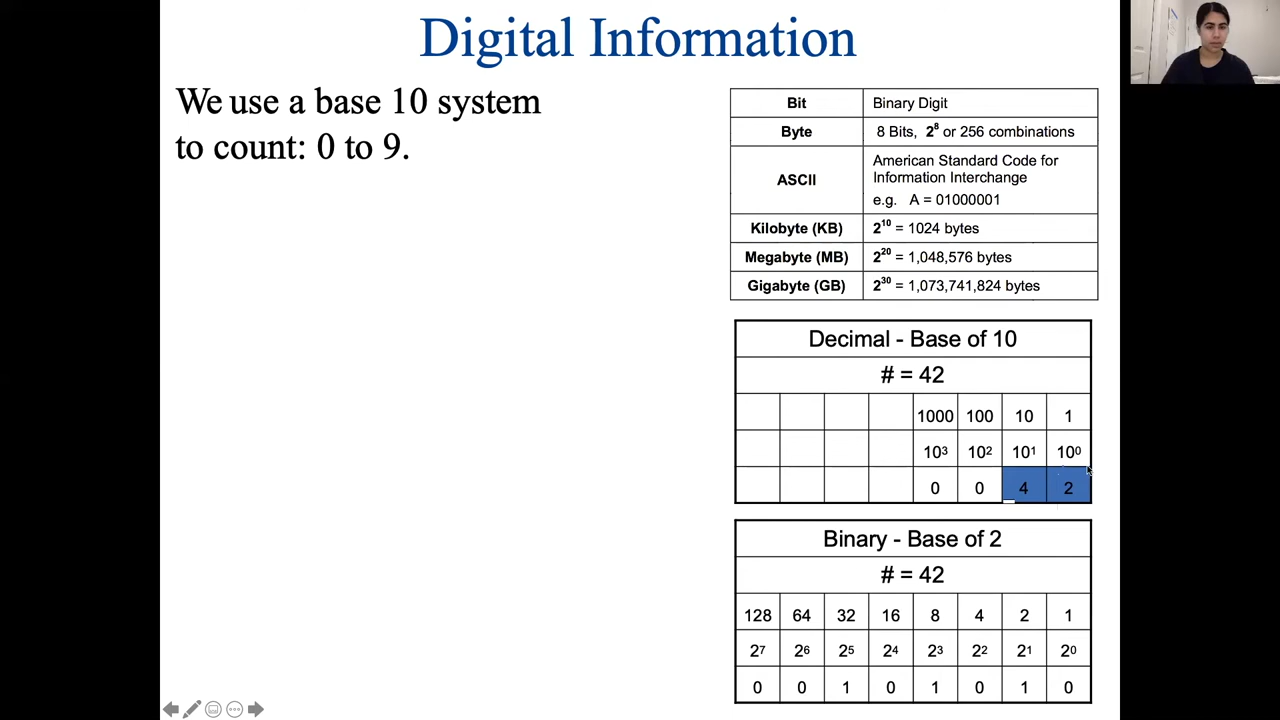 Digital Information
We use a base 10 system
to count: 0 to 9.
Bit Binary Digit
Byte 8 Bits, 2⁸ or 256 combinations
ASCII American Standard Code for
Information Interchange
e.g. A = 01000001
Kilobyte (KB) 2¹⁰ = 1024 bytes
Megabyte (MB) 2²⁰ = 1,048,576 bytes
Gigabyte (GB) 2³⁰ = 1,073,741,824 bytes
Decimal - Base of 10
# = 42
1000 100 10 1
10³ 10² 10¹ 10⁰
0 0 4 2
Binary - Base of 2
# = 42
128 64 32 16 8 4 2 1
2⁷ 2⁶ 2⁵ 2⁴ 2³ 2² 2¹ 2⁰
0 0 1 0 1 0 1 0